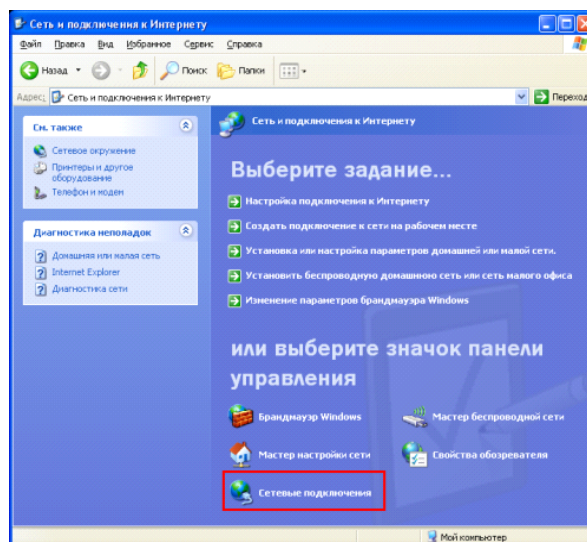 Сеть и подключения к Интернету
Файл Правка Вид Избранное Сервис Справка
Назад Поиск Папки
Адрес: Сеть и подключения к Интернету Переход
См. также
Сетевое окружение
Принтеры и другое
оборудование
Телефон и модем
Диагностика неполадок
Домашняя или малая сеть
Internet Explorer
Диагностика сети
Сеть и подключения к Интернету
Выберите задание...
Настройка подключения к Интернету
Создать подключение к сети на рабочем месте
Установка или настройка параметров домашней или малой сети.
Установить беспроводную домашнюю сеть или сеть малого офиса
Изменение параметров брандмауэра Windows
или выберите значок панели
управления
Брандмауэр Windows
Мастер беспроводной сети
Мастер настройки сети
Свойства обозревателя
Сетевые подключения
Мой компьютер